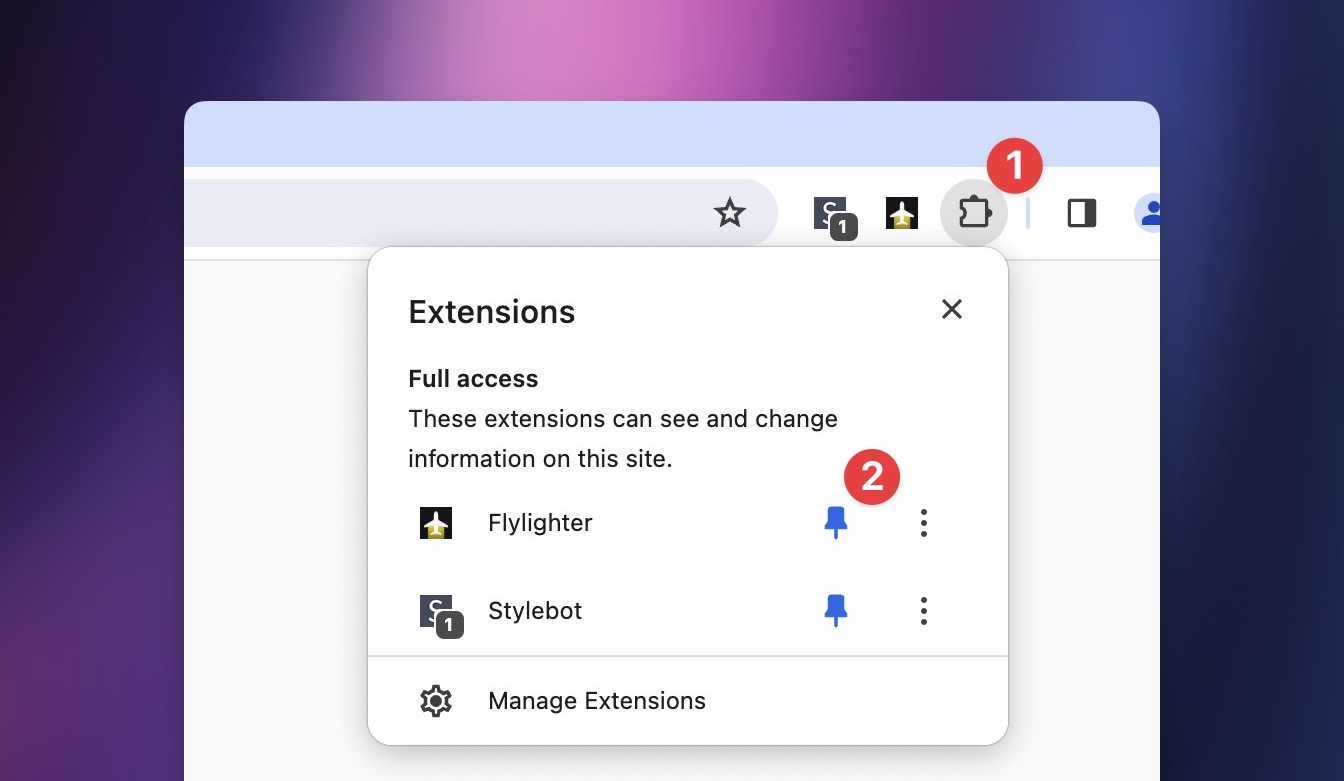 1
S 1
Extensions
Full access
These extensions can see and change
information on this site.
2
Flylighter
S 1
Stylebot
Manage Extensions